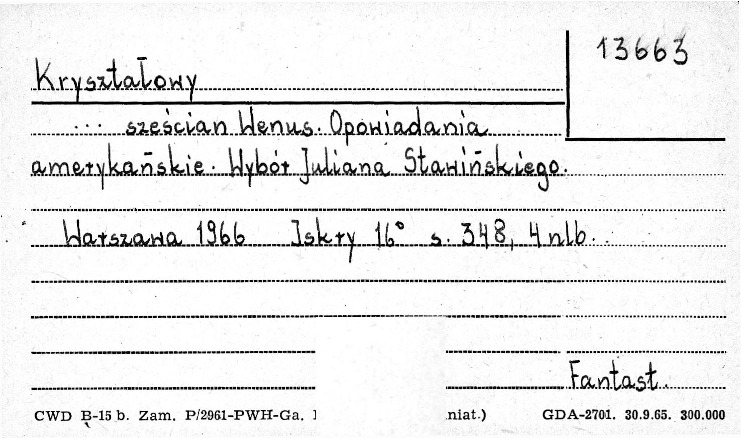 13663
Kryształowy
... sześcian Wenus. Opowiadania
amerykańskie. Wybór Juliana Stawińskiego.
Warszawa 1966 Iskry 16° s. 348, 4 nlb.
Fantast.
CWD B-15 b. Zam. P/2961-PWH-Ga. niat.) GDA-2701. 30.9.65. 300.000